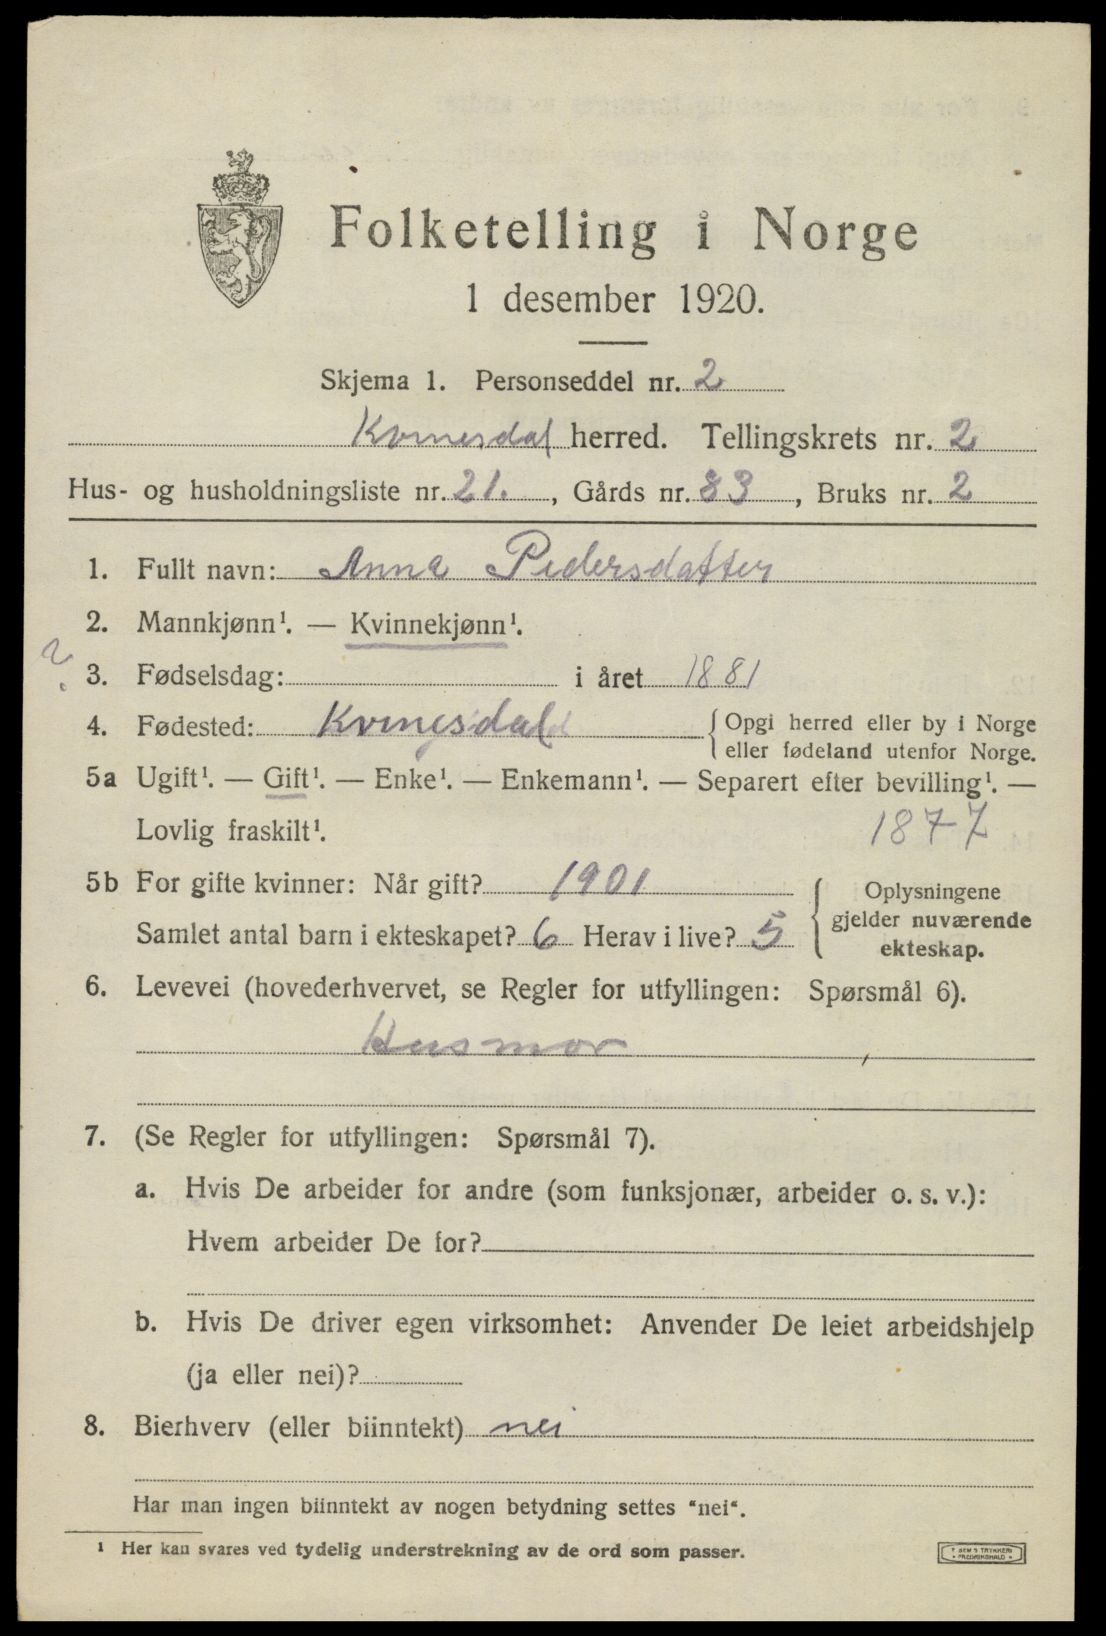 Folketelling i Norge
1 desember 1920.
Skjema 1. Personseddel nr. 2
Kvinesdal herred. Tellingskrets nr. 2
Hus- og husholdningsliste nr. 21. , Gårds nr. 83 , Bruks nr. 2
1. Fullt navn: Anna Pedersdatter
2. Mannkjønn¹. — Kvinnekjønn¹.
?
3. Fødselsdag: i året 1881
4. Fødested: Kvinesdal { Opgi herred eller by i Norge
eller fødeland utenfor Norge.
5a Ugift¹. — Gift¹. — Enke¹. — Enkemann¹. — Separert efter bevilling¹. —
Lovlig fraskilt¹. 1877
5b For gifte kvinner: Når gift? 1901
Samlet antal barn i ekteskapet? 6 Herav i live? 5
{ Oplysningene
gjelder nuværende
ekteskap.
6. Levevei (hovederhvervet, se Regler for utfyllingen: Spørsmål 6).
Husmor
7. (Se Regler for utfyllingen: Spørsmål 7).
a. Hvis De arbeider for andre (som funksjonær, arbeider o. s. v.):
Hvem arbeider De for?
b. Hvis De driver egen virksomhet: Anvender De leiet arbeidshjelp
(ja eller nei)?
8. Bierhverv (eller biinntekt) nei
Har man ingen biinntekt av nogen betydning settes "nei".
¹ Her kan svares ved tydelig understrekning av de ord som passer.